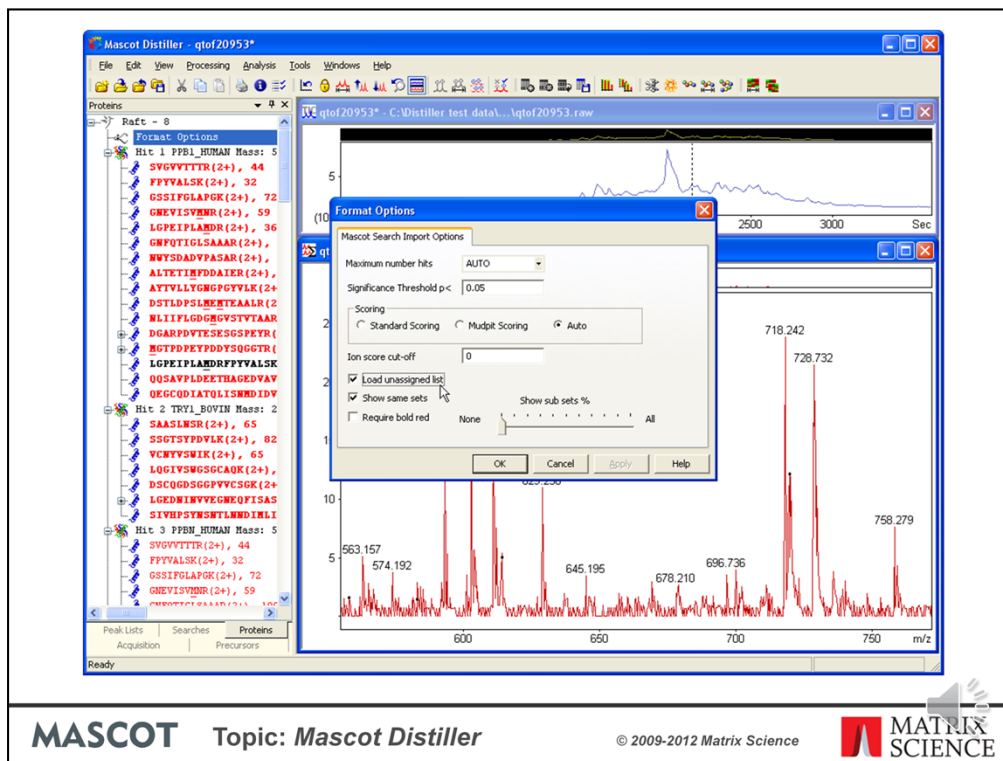 Mascot Distiller - qtof20953*
File Edit View Processing Analysis Tools Windows Help
Proteins
Raft - 8
Format Options
Hit 1 PPB1_HUMAN Mass: 5
SVGVVTTTR(2+), 44
FPYVALSK(2+), 32
GSSIFGLAPGK(2+), 72
GNEVISVMNR(2+), 59
LGPEIPLAMDR(2+), 36
GNFQTIGLSAAAR(2+),
NWYSDADVPASAR(2+),
ALTETIMFDDAIER(2+),
AYTVLLYGNGPGYVLK(2+
DSTLDPSLMEMTEAALR(2
NLIIFLGDGMGVSTVTAAR
DGARPDVTESESGSPEYR(
MGTPDPEYPDDYSQGGTR(
LGPEIPLAMDRFPYVALSK
QQSAVPLDEETHAGEDVAV
QEGCQDIATQLISNMDIDV
Hit 2 TRY1_BOVIN Mass: 2
SAASLNSR(2+), 65
SSGTSYPDVLK(2+), 82
VCNYVSWIK(2+), 65
LQGIVSWGSGCAQK(2+),
DSCQGDSGGPVVCSGK(2+
LGEDNINVVEGNEQFISAS
SIVHPSYNSNTLNNDIMLI
Hit 3 PPBN_HUMAN Mass: 5
SVGVVTTTR(2+), 44
FPYVALSK(2+), 32
GSSIFGLAPGK(2+), 72
GNEVISVMNR(2+), 59
Peak Lists Searches Proteins
Acquisition Precursors
Ready
qtof20953* - C:\Distiller test data\...\qtof20953.raw
5
(10
2500 3000 Sec
qt
Format Options
Mascot Search Import Options
Maximum number hits AUTO
Significance Threshold p< 0.05
Scoring
Standard Scoring Mudpit Scoring Auto
Ion score cut-off 0
Load unassigned list
Show same sets
Require bold red
Show sub sets %
None All
OK Cancel Apply Help
718.242
728.732
2
2
1
10
5
563.157
574.192
645.195
678.210
696.736
758.279
600 650 700 750 m/z
MASCOT Topic: Mascot Distiller © 2009-2012 Matrix Science
MATRIX
SCIENCE